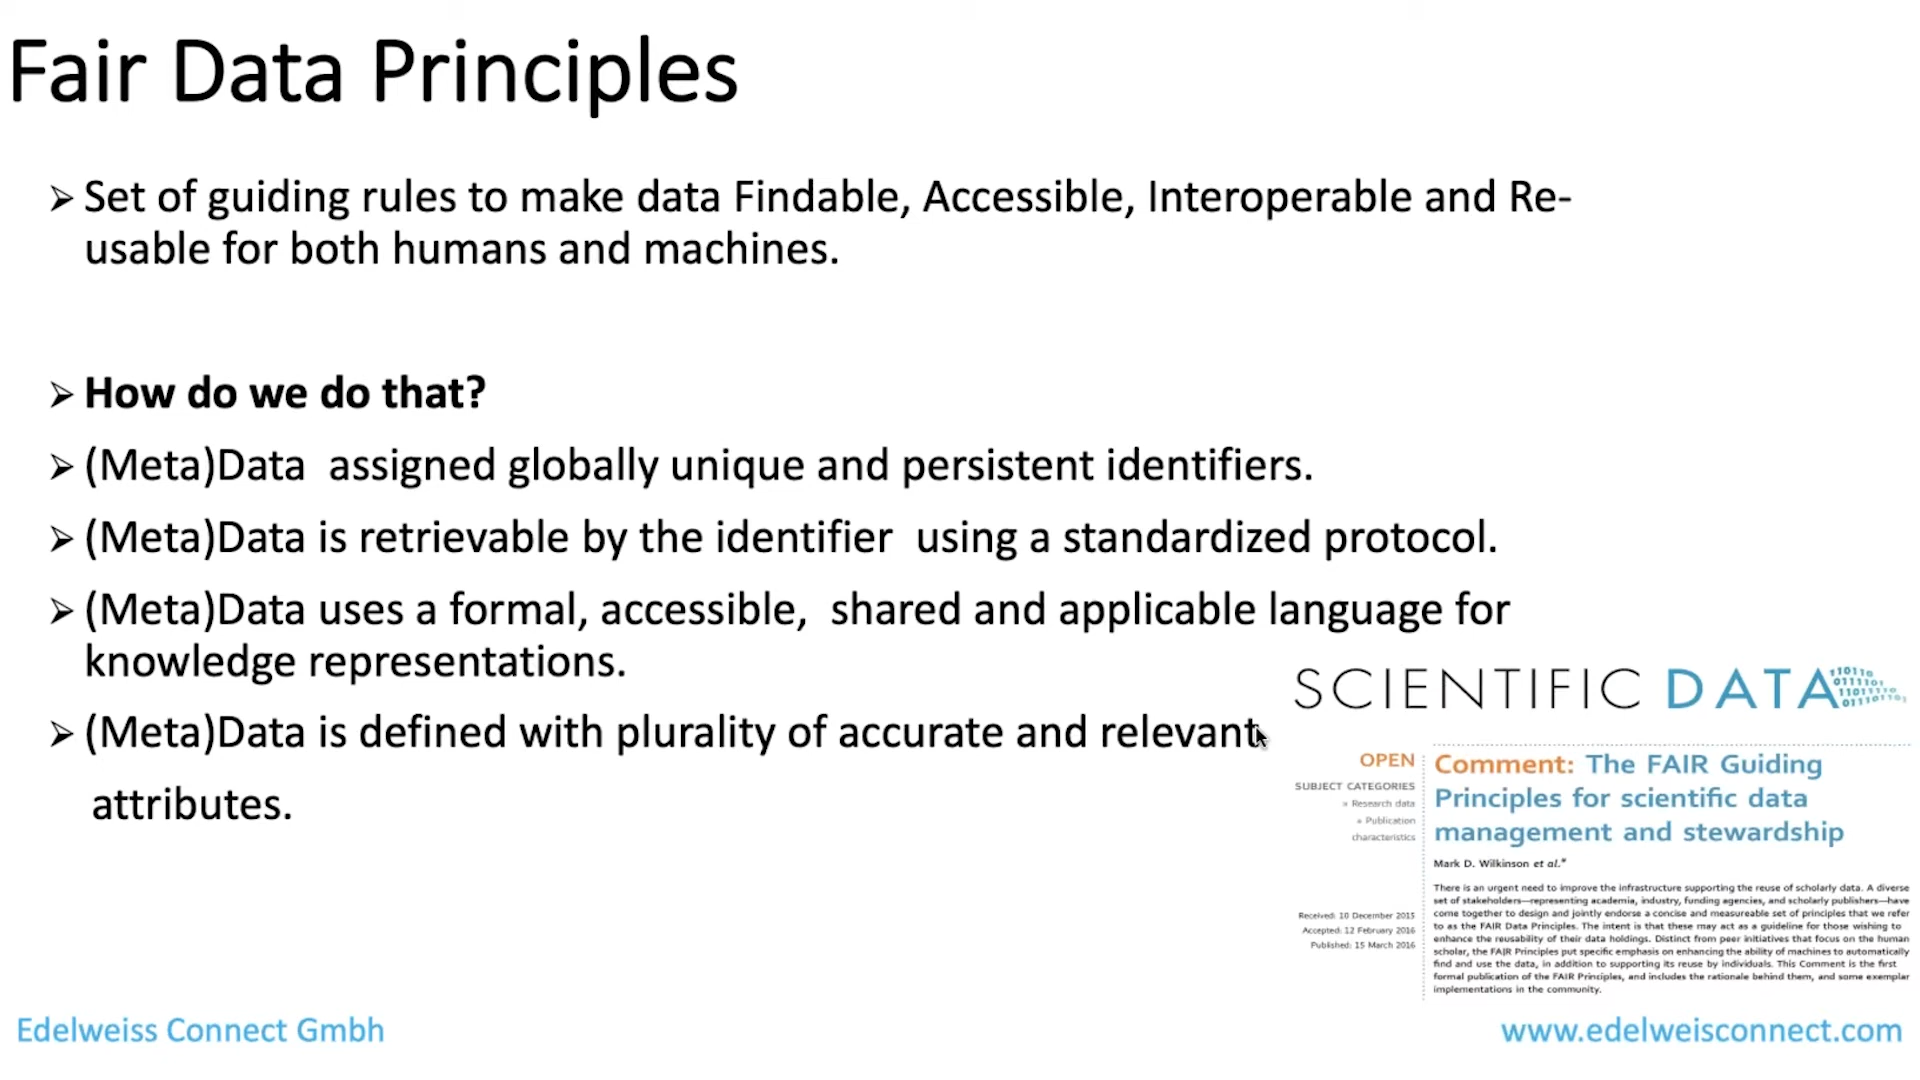 Fair Data Principles
Set of guiding rules to make data Findable, Accessible, Interoperable and Re-
usable for both humans and machines.
How do we do that?
(Meta)Data assigned globally unique and persistent identifiers.
(Meta)Data is retrievable by the identifier using a standardized protocol.
(Meta)Data uses a formal, accessible, shared and applicable language for
knowledge representations.
(Meta)Data is defined with plurality of accurate and relevant
attributes.
SCIENTIFIC DATA
OPEN
SUBJECT CATEGORIES
» Research data
» Publication
characteristics
Received: 10 December 2015
Accepted: 12 February 2016
Published: 15 March 2016
Comment: The FAIR Guiding
Principles for scientific data
management and stewardship
Mark D. Wilkinson et al.*
There is an urgent need to improve the infrastructure supporting the reuse of scholarly data. A diverse
set of stakeholders—representing academia, industry, funding agencies, and scholarly publishers—have
come together to design and jointly endorse a concise and measureable set of principles that we refer
to as the FAIR Data Principles. The intent is that these may act as a guideline for those wishing to
enhance the reusability of their data holdings. Distinct from peer initiatives that focus on the human
scholar, the FAIR Principles put specific emphasis on enhancing the ability of machines to automatically
find and use the data, in addition to supporting its reuse by individuals. This Comment is the first
formal publication of the FAIR Principles, and includes the rationale behind them, and some exemplar
implementations in the community.
Edelweiss Connect Gmbh
www.edelweisconnect.com